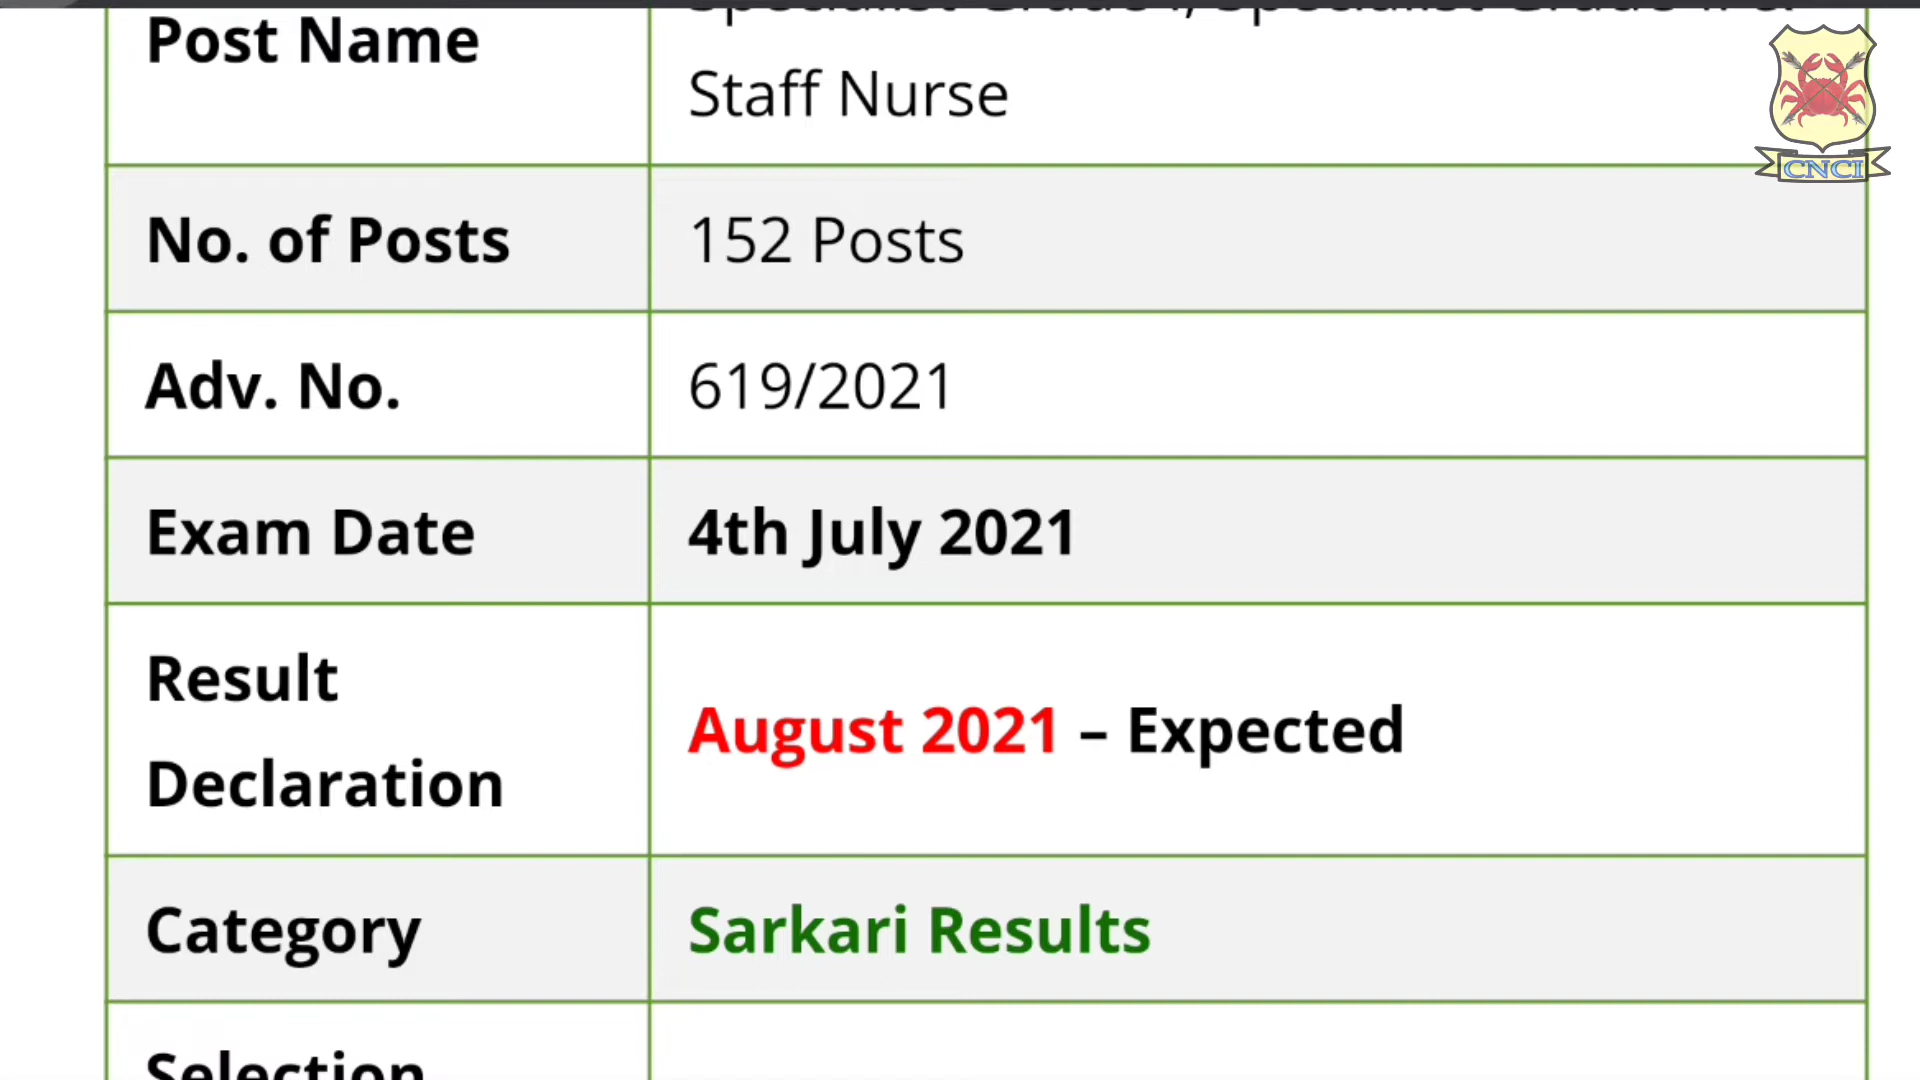 Post Name
Staff Nurse
No. of Posts
152 Posts
Adv. No.
619/2021
Exam Date
4th July 2021
Result
Declaration
August 2021 – Expected
Category
Sarkari Results
Selection
CNCI